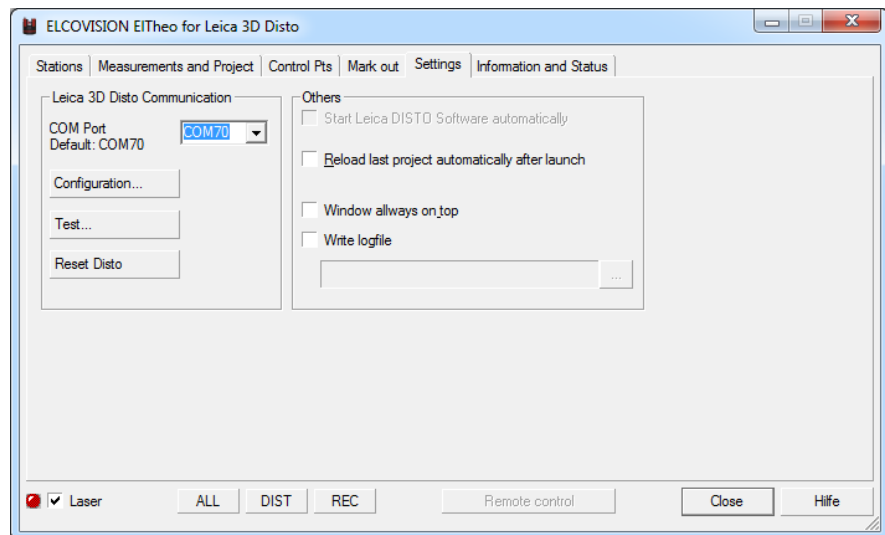 ELCOVISION ElTheo for Leica 3D Disto
Stations Measurements and Project Control Pts Mark out Settings Information and Status
Leica 3D Disto Communication
COM Port
Default: COM70
COM70
Configuration...
Test...
Reset Disto
Others
Start Leica DISTO Software automatically
Reload last project automatically after launch
Window allways on top
Write logfile
...
Laser ALL DIST REC Remote control Close Hilfe